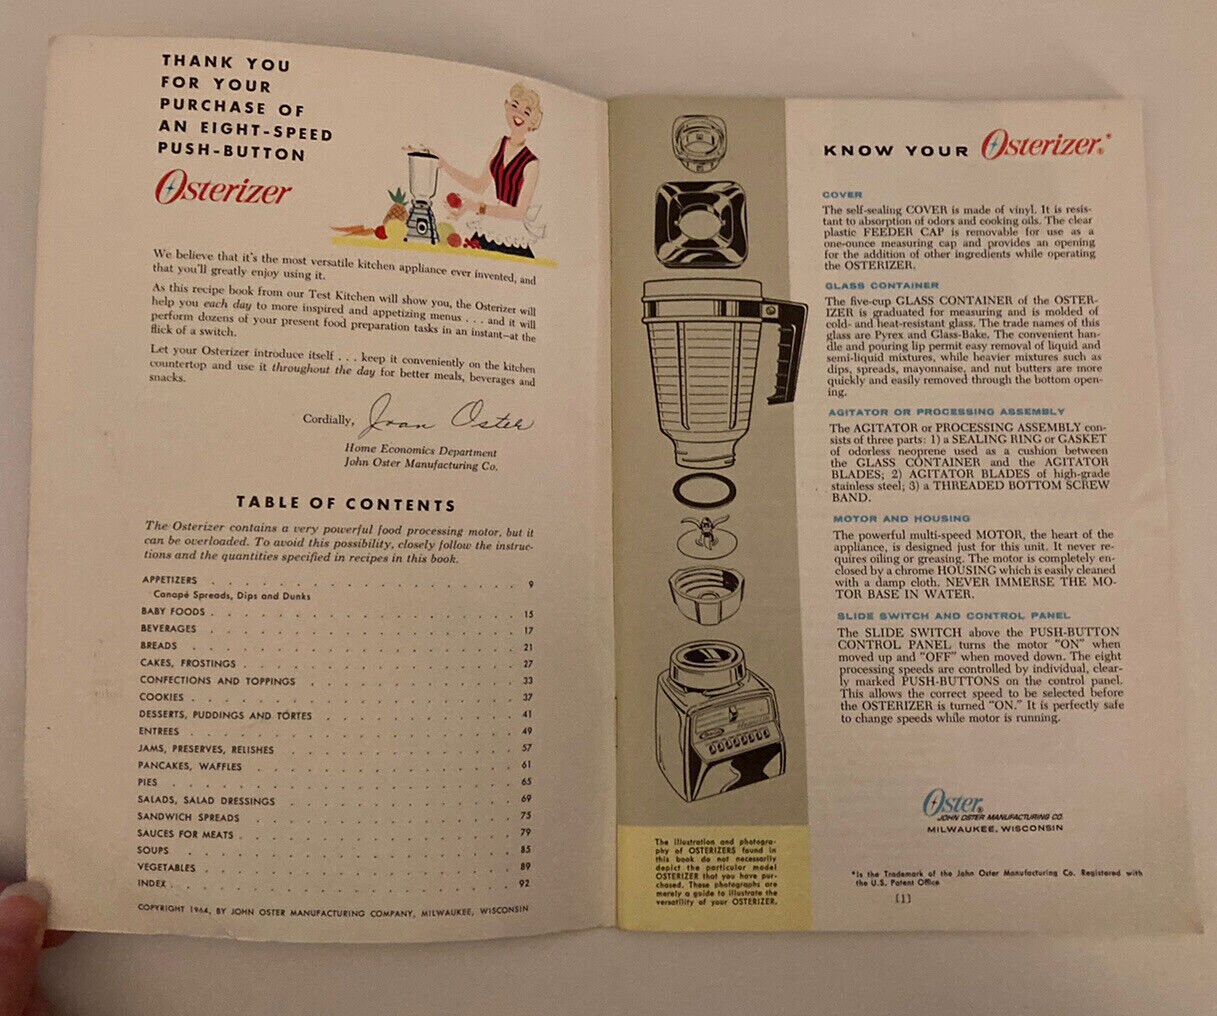 THANK YOU
FOR YOUR
PURCHASE OF
AN EIGHT-SPEED
PUSH-BUTTON
Osterizer
We believe that it's the most versatile kitchen appliance ever invented, and
that you'll greatly enjoy using it.
As this recipe book from our Test Kitchen will show you, the Osterizer will
help you each day to more inspired and appetizing menus . . . and it will
perform dozens of your present food preparation tasks in an instant—at the
flick of a switch.
Let your Osterizer introduce itself . . . keep it conveniently on the kitchen
countertop and use it throughout the day for better meals, beverages and
snacks.
Cordially, Joan Oster
Home Economics Department
John Oster Manufacturing Co.
TABLE OF CONTENTS
The Osterizer contains a very powerful food processing motor, but it
can be overloaded. To avoid this possibility, closely follow the instruc-
tions and the quantities specified in recipes in this book.
APPETIZERS . . . . . . . . . . . . . . . . 9
Canapé Spreads, Dips and Dunks
BABY FOODS . . . . . . . . . . . . . . . . 15
BEVERAGES . . . . . . . . . . . . . . . . 17
BREADS . . . . . . . . . . . . . . . . 21
CAKES, FROSTINGS . . . . . . . . . . . . . . 27
CONFECTIONS AND TOPPINGS . . . . . . . . . . . 33
COOKIES . . . . . . . . . . . . . . . . 37
DESSERTS, PUDDINGS AND TORTES . . . . . . . . . . 41
ENTREES . . . . . . . . . . . . . . . . 49
JAMS, PRESERVES, RELISHES . . . . . . . . . . . 57
PANCAKES, WAFFLES . . . . . . . . . . . . . 61
PIES . . . . . . . . . . . . . . . . 65
SALADS, SALAD DRESSINGS . . . . . . . . . . . 69
SANDWICH SPREADS . . . . . . . . . . . . . 75
SAUCES FOR MEATS . . . . . . . . . . . . . 79
SOUPS . . . . . . . . . . . . . . . . 85
VEGETABLES . . . . . . . . . . . . . . . 89
INDEX . . . . . . . . . . . . . . . . 92
COPYRIGHT 1964, BY JOHN OSTER MANUFACTURING COMPANY, MILWAUKEE, WISCONSIN
The illustration and photogra-
phy of OSTERIZERS found in
this book do not necessarily
depict the particular model
OSTERIZER that you have pur-
chased. These photographs are
merely a guide to illustrate the
versatility of your OSTERIZER.
KNOW YOUR Osterizer®*
COVER
The self-sealing COVER is made of vinyl. It is resis-
tant to absorption of odors and cooking oils. The clear
plastic FEEDER CAP is removable for use as a
one-ounce measuring cap and provides an opening
for the addition of other ingredients while operating
the OSTERIZER.
GLASS CONTAINER
The five-cup GLASS CONTAINER of the OSTER-
IZER is graduated for measuring and is molded of
cold- and heat-resistant glass. The trade names of this
glass are Pyrex and Glass-Bake. The convenient han-
dle and pouring lip permit easy removal of liquid and
semi-liquid mixtures, while heavier mixtures such as
dips, spreads, mayonnaise, and nut butters are more
quickly and easily removed through the bottom open-
ing.
AGITATOR OR PROCESSING ASSEMBLY
The AGITATOR or PROCESSING ASSEMBLY con-
sists of three parts: 1) a SEALING RING or GASKET
of odorless neoprene used as a cushion between
the GLASS CONTAINER and the AGITATOR
BLADES; 2) AGITATOR BLADES of high-grade
stainless steel; 3) a THREADED BOTTOM SCREW
BAND.
MOTOR AND HOUSING
The powerful multi-speed MOTOR, the heart of the
appliance, is designed just for this unit. It never re-
quires oiling or greasing. The motor is completely en-
closed by a chrome HOUSING which is easily cleaned
with a damp cloth. NEVER IMMERSE THE MO-
TOR BASE IN WATER.
SLIDE SWITCH AND CONTROL PANEL
The SLIDE SWITCH above the PUSH-BUTTON
CONTROL PANEL turns the motor "ON" when
moved up and "OFF" when moved down. The eight
processing speeds are controlled by individual, clear-
ly marked PUSH-BUTTONS on the control panel.
This allows the correct speed to be selected before
the OSTERIZER is turned "ON." It is perfectly safe
to change speeds while motor is running.
Oster®
JOHN OSTER MANUFACTURING CO.
MILWAUKEE, WISCONSIN
*Is the Trademark of the John Oster Manufacturing Co. Registered with
the U.S. Patent Office
[1]